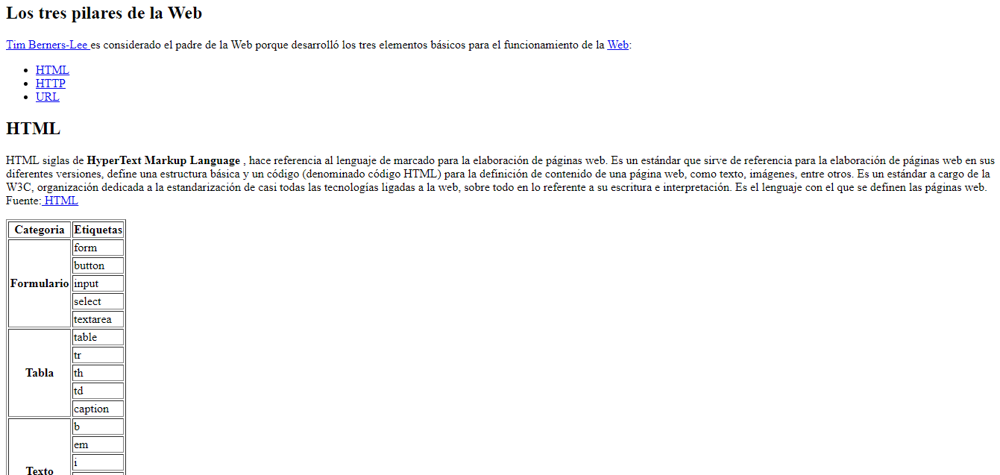 Los tres pilares de la Web
Tim Berners-Lee es considerado el padre de la Web porque desarrolló los tres elementos básicos para el funcionamiento de la Web:
HTML
HTTP
URL
HTML
HTML siglas de HyperText Markup Language , hace referencia al lenguaje de marcado para la elaboración de páginas web. Es un estándar que sirve de referencia para la elaboración de páginas web en sus
diferentes versiones, define una estructura básica y un código (denominado código HTML) para la definición de contenido de una página web, como texto, imágenes, entre otros. Es un estándar a cargo de la
W3C, organización dedicada a la estandarización de casi todas las tecnologías ligadas a la web, sobre todo en lo referente a su escritura e interpretación. Es el lenguaje con el que se definen las páginas web.
Fuente: HTML
Categoria Etiquetas
form
button
Formulario input
select
textarea
table
tr
Tabla th
td
caption
b
em
i
Texto